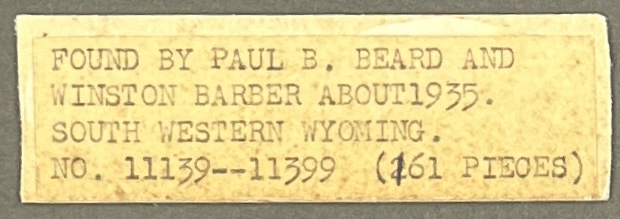 FOUND BY PAUL B. BEARD AND
WINSTON BARBER ABOUT1935.
SOUTH WESTERN WYOMING.
NO. 11139--11399 (261 PIECES)